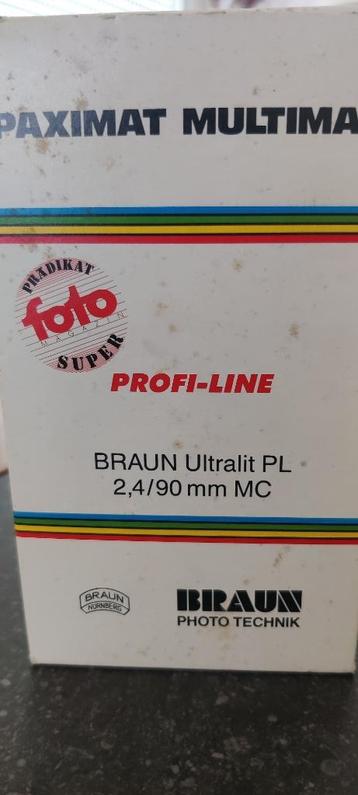 PAXIMAT MULTIMA
PRÄDIKAT
foto
MAGAZIN
SUPER
PROFI-LINE
BRAUN Ultralit PL
2,4/90 mm MC
BRAUN
NÜRNBERG
BRAUN
PHOTO TECHNIK